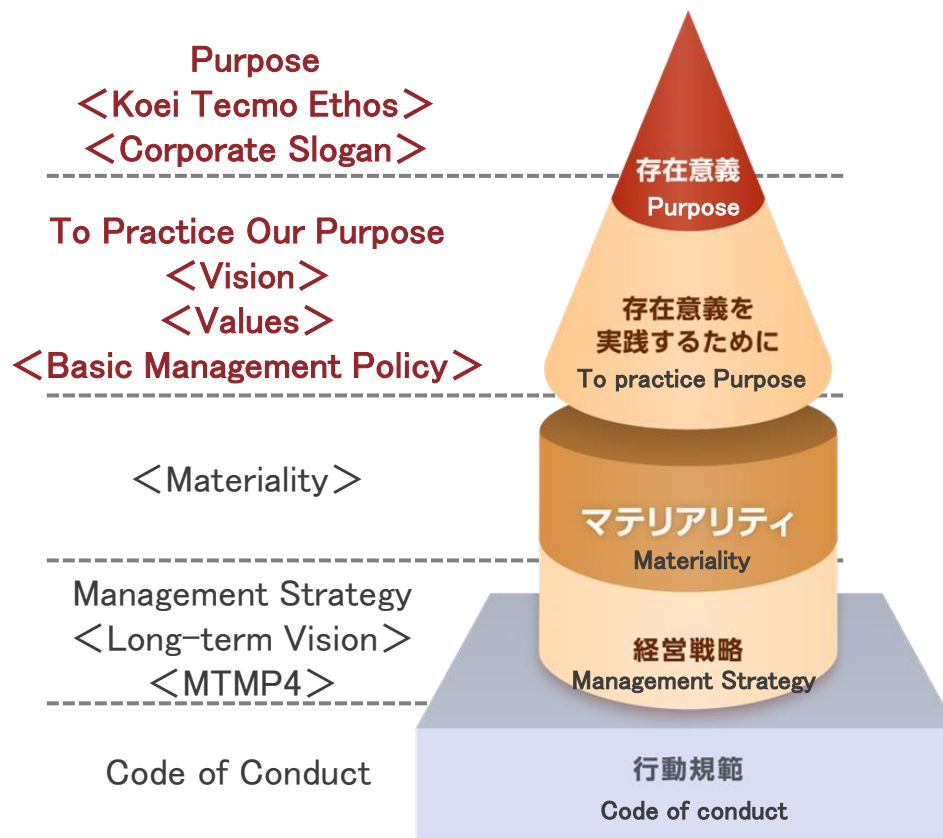 Purpose
＜Koei Tecmo Ethos＞
＜Corporate Slogan＞
存在意義
Purpose
To Practice Our Purpose
＜Vision＞
＜Values＞
＜Basic Management Policy＞
存在意義を
実践するために
To practice Purpose
＜Materiality＞
マテリアリティ
Materiality
Management Strategy
＜Long-term Vision＞
＜MTMP4＞
経営戦略
Management Strategy
Code of Conduct
行動規範
Code of conduct